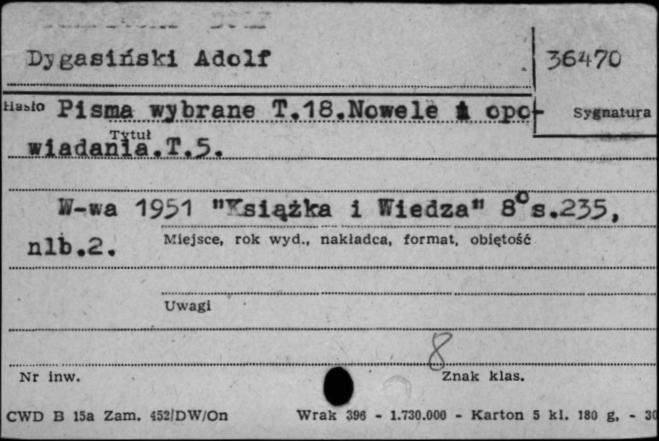 Dygasiński Adolf
36470
Hasło Pisma wybrane T.18.Nowele i opo-
Sygnatura
Tytuł
wiadania.T.5.
W-wa 1951 "Książka i Wiedza" 8° s.235,
nlb.2.
Miejsce, rok wyd., nakładca, format, objętość
Uwagi
8
Nr inw.
Znak klas.
CWD B 15a Zam. 452/DW/On Wrak 396 - 1.730.000 - Karton 5 kl. 180 g, - 30